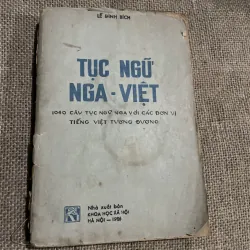 LÊ ĐÌNH BÍCH
TỤC NGỮ
NGA - VIỆT
1040 CÂU TỤC NGỮ NGA VỚI CÁC ĐƠN VỊ
TIẾNG VIỆT TƯƠNG ĐƯƠNG
Nhà xuất bản
KHOA HỌC XÃ HỘI
HÀ NỘI - 1986